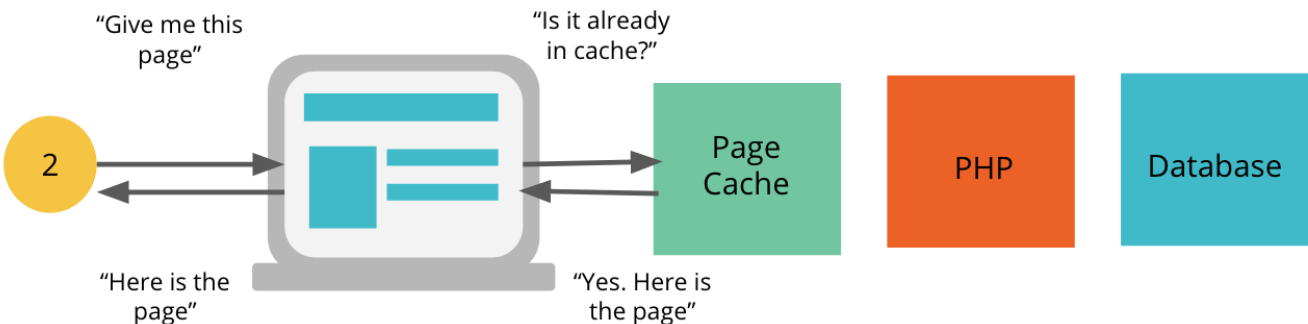 “Give me this
page”
“Is it already
in cache?”
2
Page
Cache
PHP
Database
“Here is the
page”
“Yes. Here is
the page”